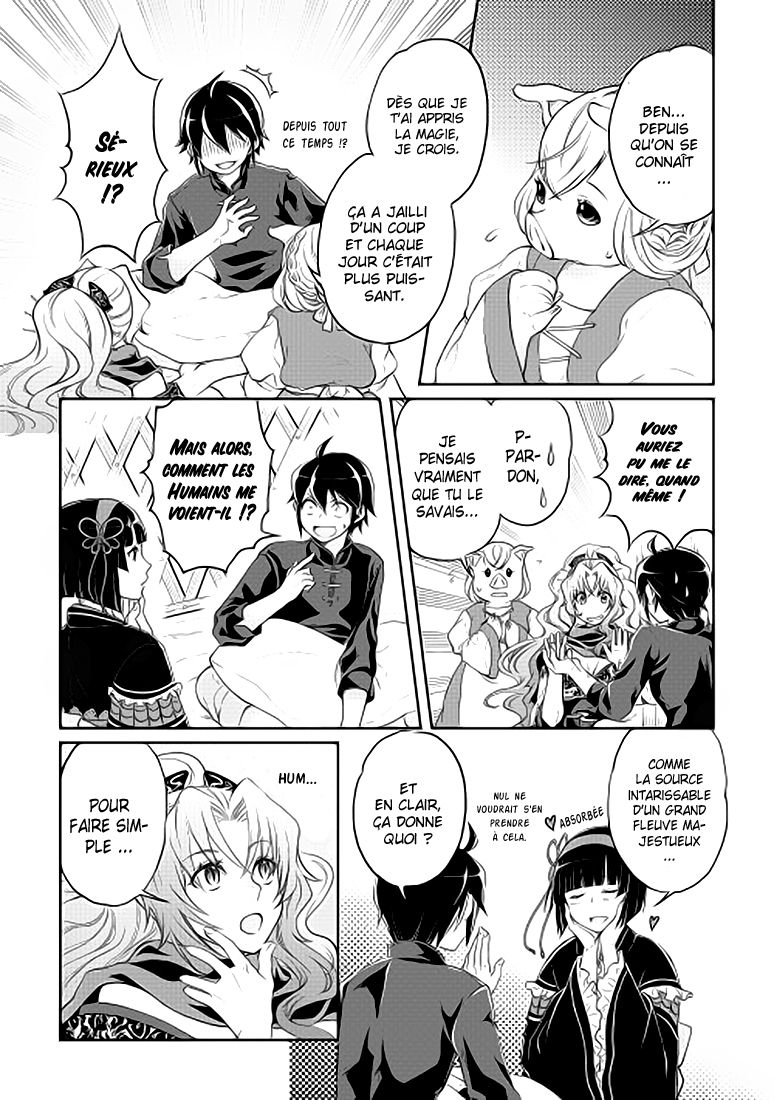 BEN...
DEPUIS
QU'ON SE
CONNAÎT
...
DÈS QUE JE
T'AI APPRIS
LA MAGIE,
JE CROIS.
ÇA A JAILLI
D'UN COUP
ET CHAQUE
JOUR C'ÉTAIT
PLUS PUIS-
SANT.
DEPUIS TOUT
CE TEMPS !?
SÉ-
RIEUX
!?
VOUS
AURIEZ
PU ME LE
DIRE, QUAND
MÊME !
P-
PAR-
DON,
JE
PENSAIS
VRAIMENT
QUE TU LE
SAVAIS...
MAIS ALORS,
COMMENT LES
HUMAINS ME
VOIENT-IL !?
COMME
LA SOURCE
INTARISSABLE
D'UN GRAND
FLEUVE MA-
JESTUEUX
...
ABSORBÉE
NUL NE
VOUDRAIT S'EN
PRENDRE
À CELA.
ET
EN CLAIR,
ÇA DONNE
QUOI ?
HUM...
POUR
FAIRE SIM-
PLE ...